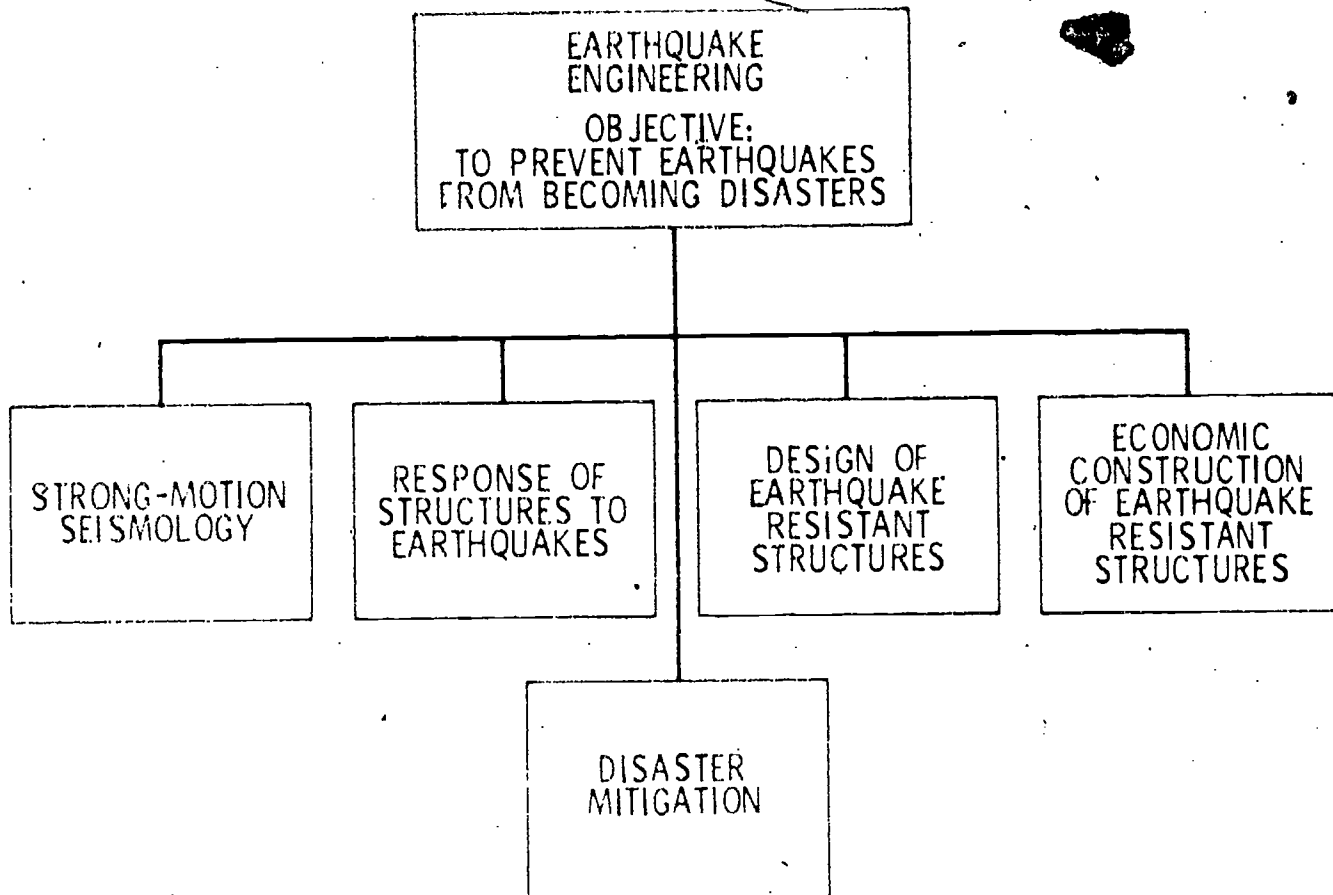 EARTHQUAKE
ENGINEERING
OBJECTIVE:
TO PREVENT EARTHQUAKES
FROM BECOMING DISASTERS
STRONG-MOTION
SEISMOLOGY
RESPONSE OF
STRUCTURES TO
EARTHQUAKES
DESIGN OF
EARTHQUAKE
RESISTANT
STRUCTURES
ECONOMIC
CONSTRUCTION
OF EARTHQUAKE
RESISTANT
STRUCTURES
DISASTER
MITIGATION